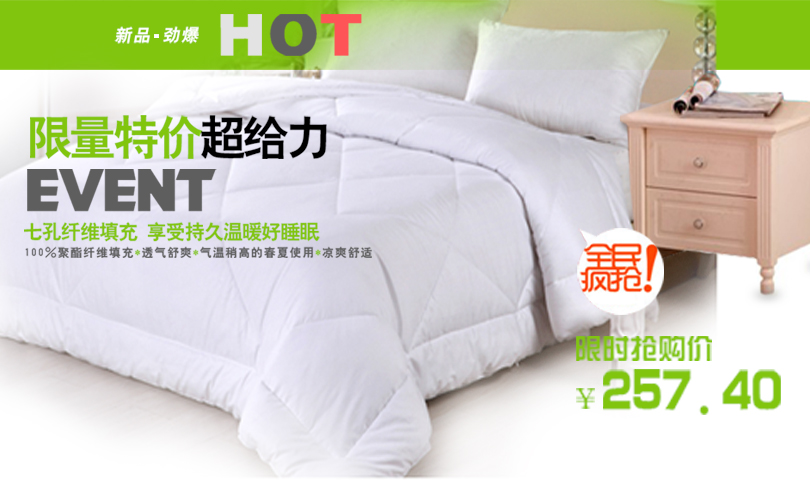 新品-劲爆 HOT
限量特价超给力
EVENT
七孔纤维填充 享受持久温暖好睡眠
100%聚酯纤维填充*透气舒爽*气温稍高的春夏使用*凉爽舒适
全民
疯抢!
限时抢购价
¥257.40